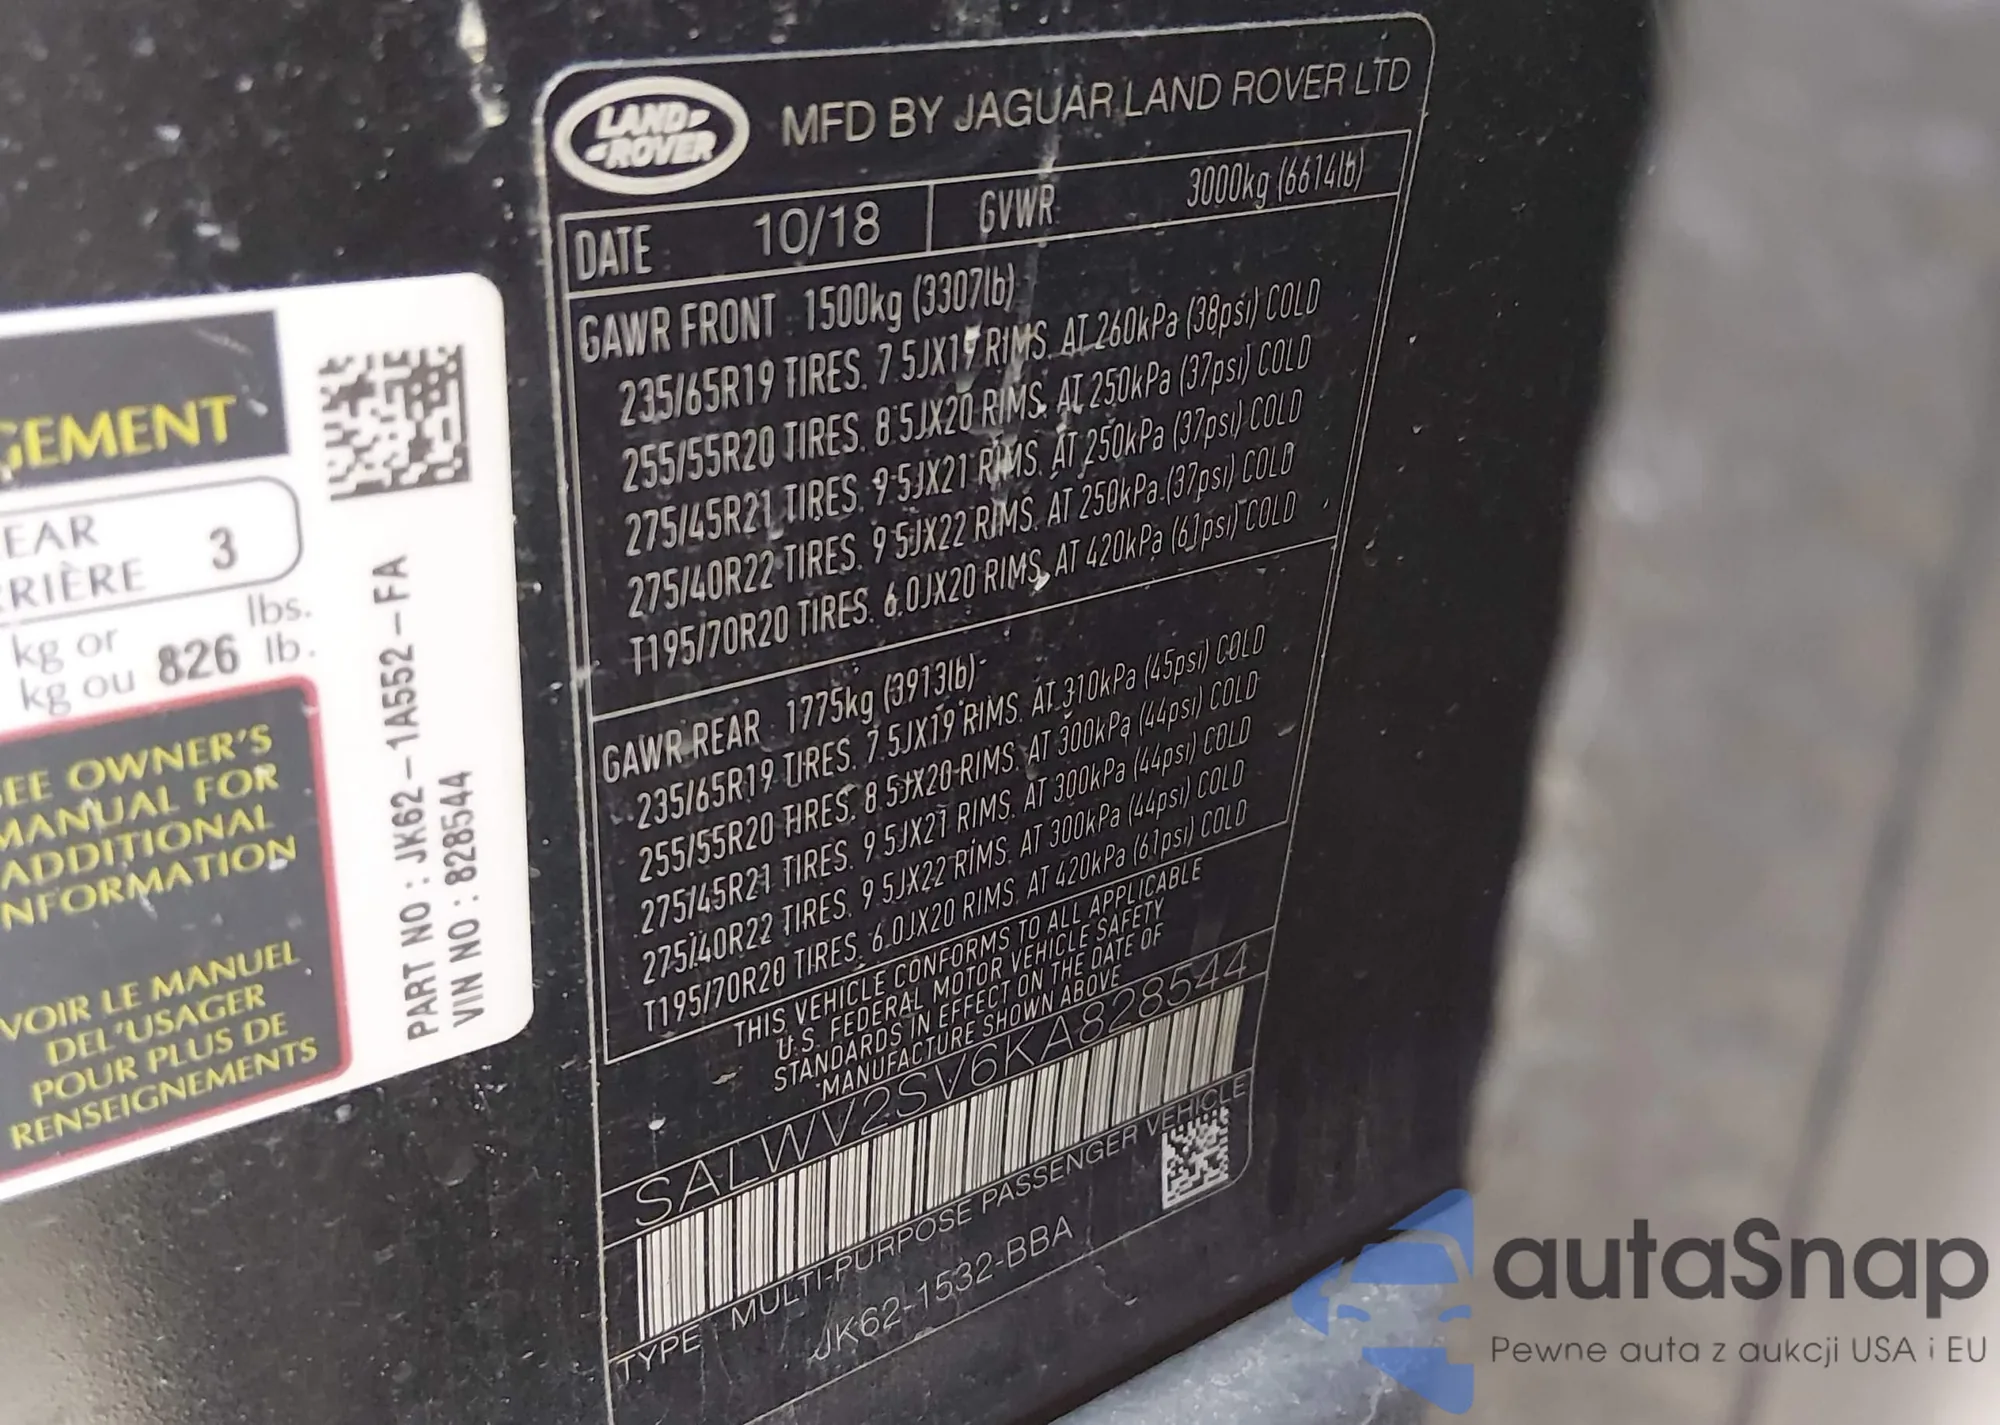 GEMENT
EAR
RRIÈRE 3
kg or lbs.
kg ou 826 lb.
SEE OWNER'S
MANUAL FOR
ADDITIONAL
INFORMATION
VOIR LE MANUEL
DEL'USAGER
POUR PLUS DE
RENSEIGNEMENTS
PART NO : JK62-1A552-FA
VIN NO : 828544
LAND
ROVER
MFD BY JAGUAR LAND ROVER LTD
DATE 10/18 GVWR 3000kg (6614lb)
GAWR FRONT 1500kg (3307lb)
235/65R19 TIRES. 7.5JX19 RIMS. AT 260kPa (38psi) COLD
255/55R20 TIRES. 8.5JX20 RIMS. AT 250kPa (37psi) COLD
275/45R21 TIRES. 9.5JX21 RIMS. AT 250kPa (37psi) COLD
275/40R22 TIRES. 9.5JX22 RIMS. AT 250kPa (37psi) COLD
T195/70R20 TIRES. 6.0JX20 RIMS. AT 420kPa (61psi) COLD
GAWR REAR 1775kg (3913lb)
235/65R19 TIRES. 7.5JX19 RIMS. AT 310kPa (45psi) COLD
255/55R20 TIRES. 8.5JX20 RIMS. AT 300kPa (44psi) COLD
275/45R21 TIRES. 9.5JX21 RIMS. AT 300kPa (44psi) COLD
275/40R22 TIRES. 9.5JX22 RIMS. AT 300kPa (44psi) COLD
T195/70R20 TIRES. 6.0JX20 RIMS. AT 420kPa (61psi) COLD
THIS VEHICLE CONFORMS TO ALL APPLICABLE
U.S. FEDERAL MOTOR VEHICLE SAFETY
STANDARDS IN EFFECT ON THE DATE OF
MANUFACTURE SHOWN ABOVE
SALWV2SV6KA828544
TYPE MULTI-PURPOSE PASSENGER VEHICLE
JK62-1532-BBA
autaSnap
Pewne auta z aukcji USA i EU